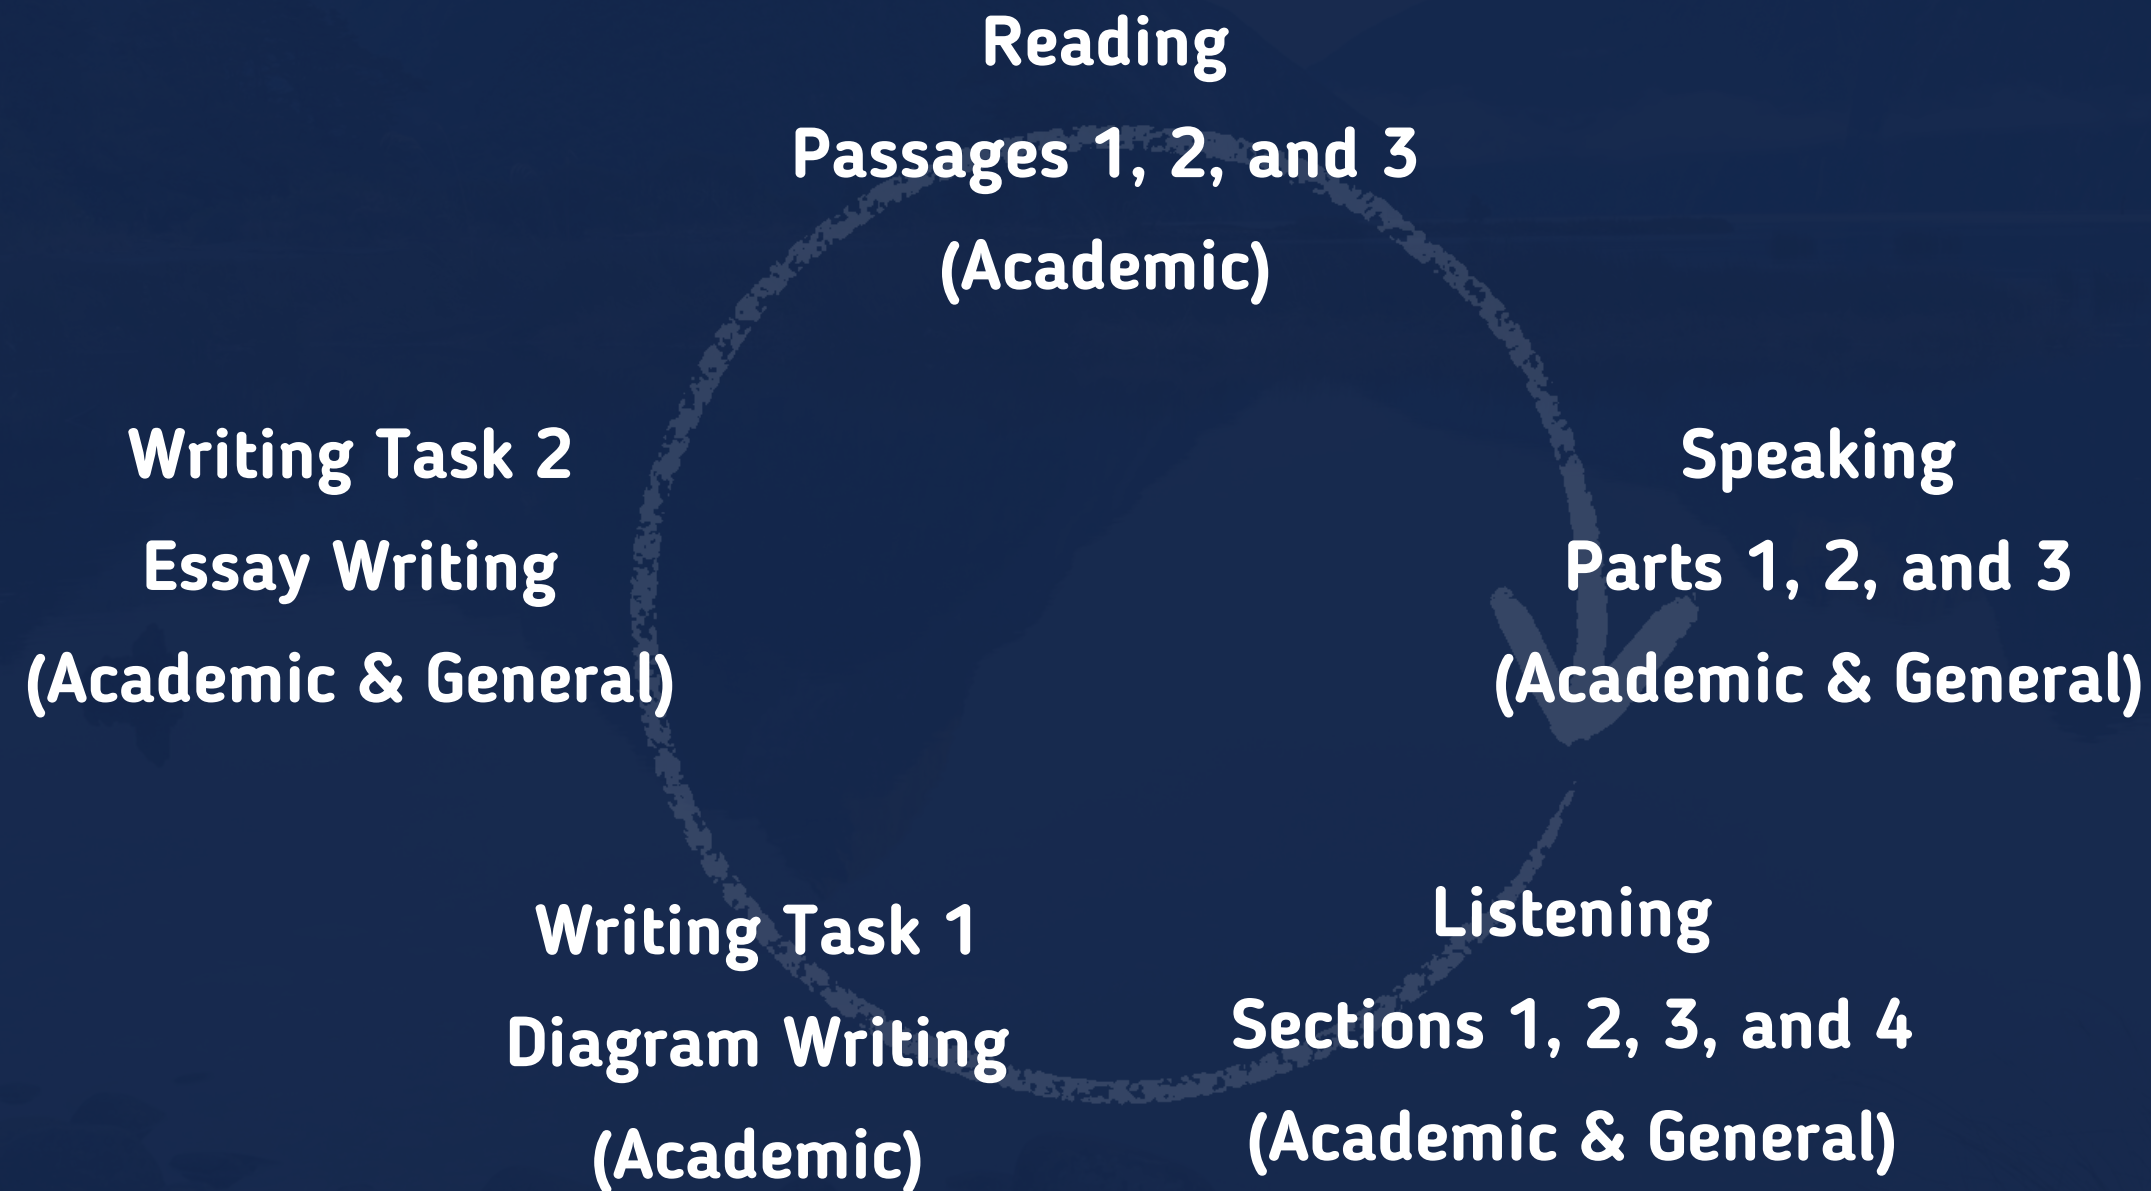 Reading
Passages 1, 2, and 3
(Academic)
Writing Task 2
Essay Writing
(Academic & General)
Speaking
Parts 1, 2, and 3
(Academic & General)
Writing Task 1
Diagram Writing
(Academic)
Listening
Sections 1, 2, 3, and 4
(Academic & General)